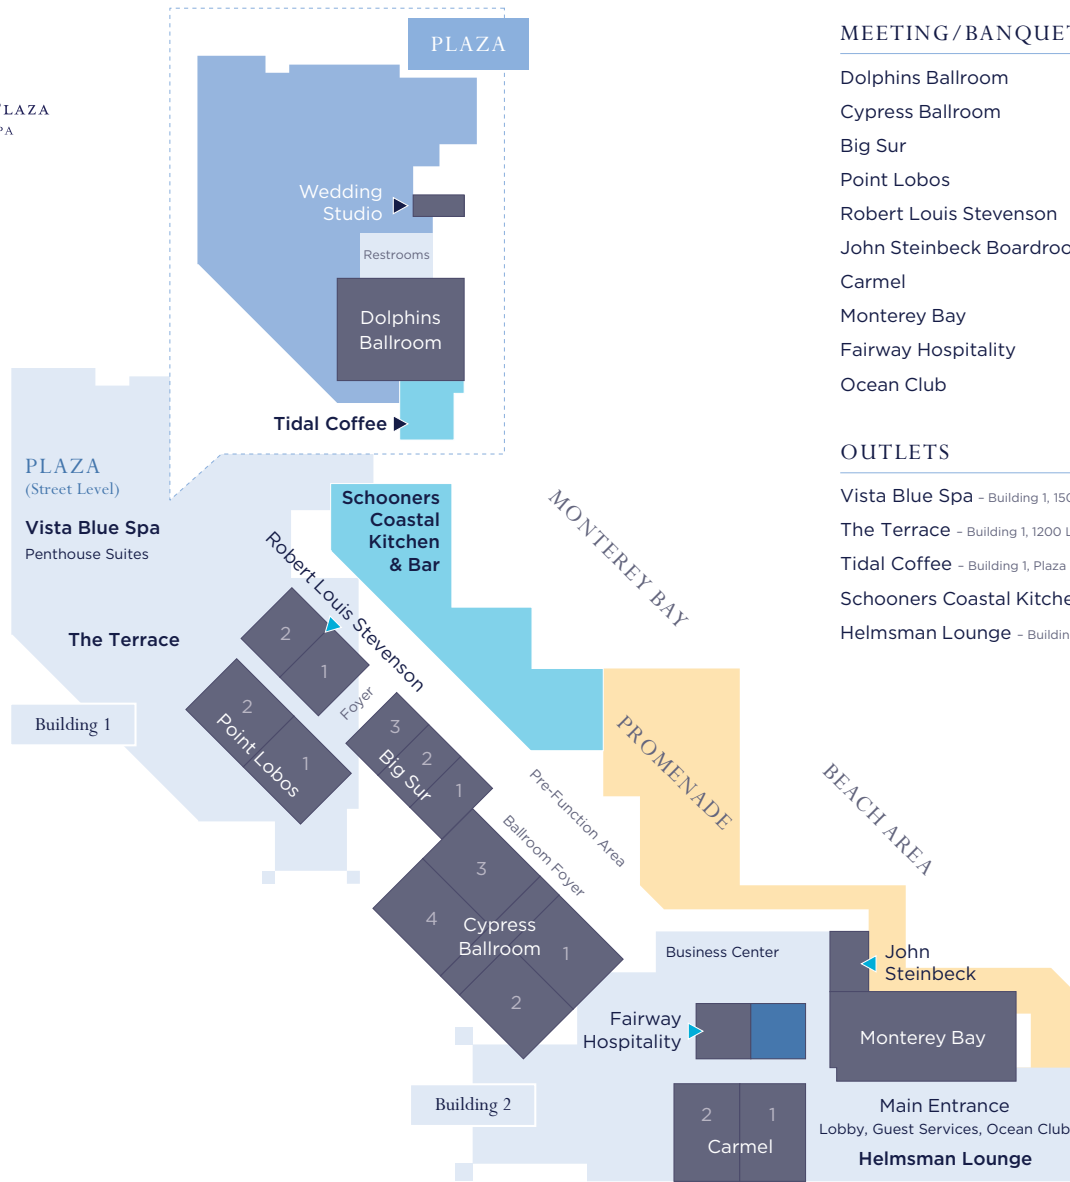 PLAZA
MEETING/BANQUET
Dolphins Ballroom
Cypress Ballroom
Big Sur
Point Lobos
Robert Louis Stevenson
John Steinbeck Boardroo
Carmel
Monterey Bay
Fairway Hospitality
Ocean Club
OUTLETS
Vista Blue Spa – Building 1, 150
The Terrace – Building 1, 1200 L
Tidal Coffee – Building 1, Plaza
Schooners Coastal Kitche
Helmsman Lounge – Buildin
PLAZA
PA
Wedding
Studio
Restrooms
Dolphins
Ballroom
Tidal Coffee
PLAZA
(Street Level)
Vista Blue Spa
Penthouse Suites
The Terrace
Building 1
Schooners
Coastal
Kitchen
& Bar
MONTEREY BAY
Robert Louis Stevenson
2
1
Foyer
2
1
Point Lobos
3
2
1
Big Sur
Pre-Function Area
Ballroom Foyer
PROMENADE
BEACH AREA
3
4
Cypress
Ballroom
1
2
Business Center
John
Steinbeck
Fairway
Hospitality
Monterey Bay
Building 2
2
1
Carmel
Main Entrance
Lobby, Guest Services, Ocean Club
Helmsman Lounge